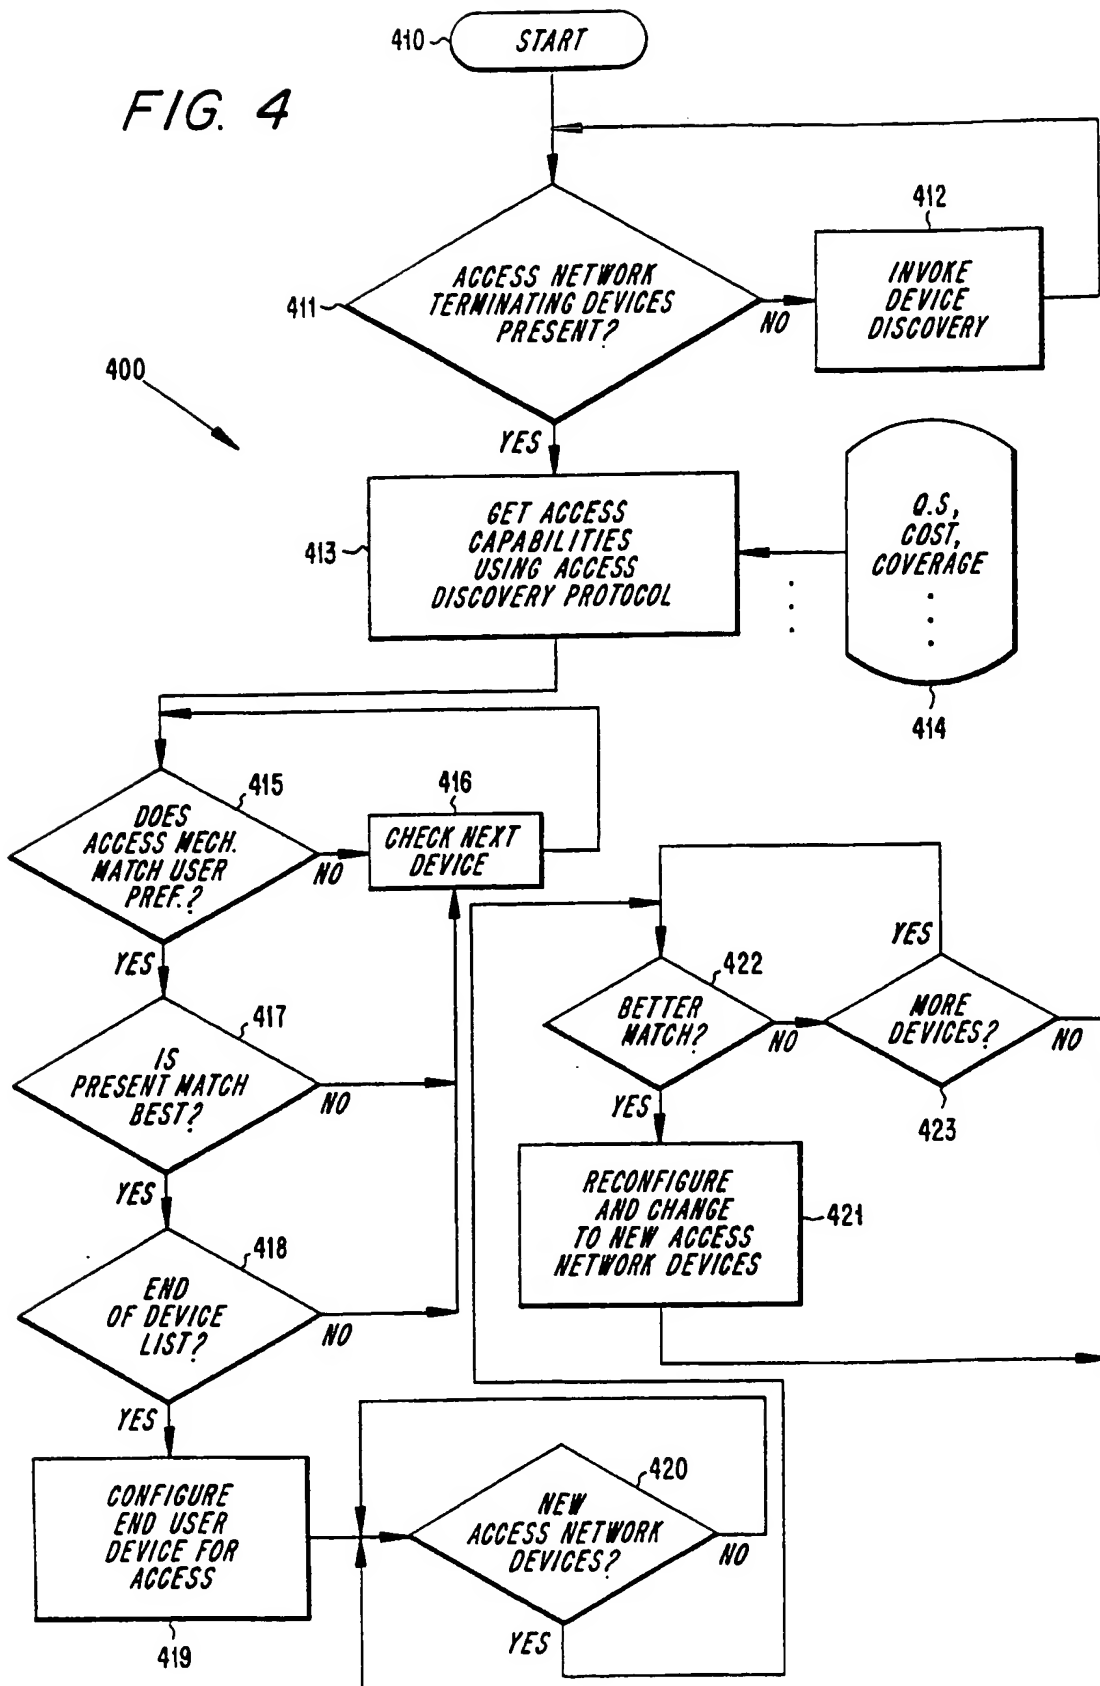 FIG. 4
410
START
411
ACCESS NETWORK
TERMINATING DEVICES
PRESENT?
NO
YES
412
INVOKE
DEVICE
DISCOVERY
400
413
GET ACCESS
CAPABILITIES
USING ACCESS
DISCOVERY PROTOCOL
Q.S,
COST,
COVERAGE
414
415
DOES
ACCESS MECH.
MATCH USER
PREF.?
NO
YES
416
CHECK NEXT
DEVICE
417
IS
PRESENT MATCH
BEST?
NO
YES
418
END
OF DEVICE
LIST?
NO
YES
CONFIGURE
END USER
DEVICE FOR
ACCESS
419
420
NEW
ACCESS NETWORK
DEVICES?
NO
YES
422
BETTER
MATCH?
NO
YES
YES
MORE
DEVICES?
NO
423
RECONFIGURE
AND CHANGE
TO NEW ACCESS
NETWORK DEVICES
421